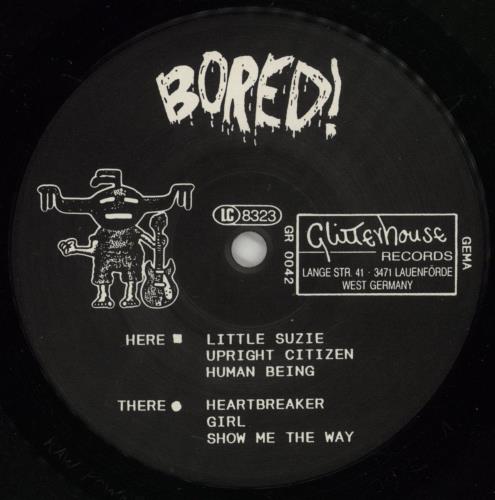 BORED!
LC 8323
GR 0042
Glitterhouse
RECORDS
LANGE STR. 41 · 3471 LAUENFÖRDE
WEST GERMANY
GEMA
HERE ■ LITTLE SUZIE
UPRIGHT CITIZEN
HUMAN BEING
THERE ● HEARTBREAKER
GIRL
SHOW ME THE WAY